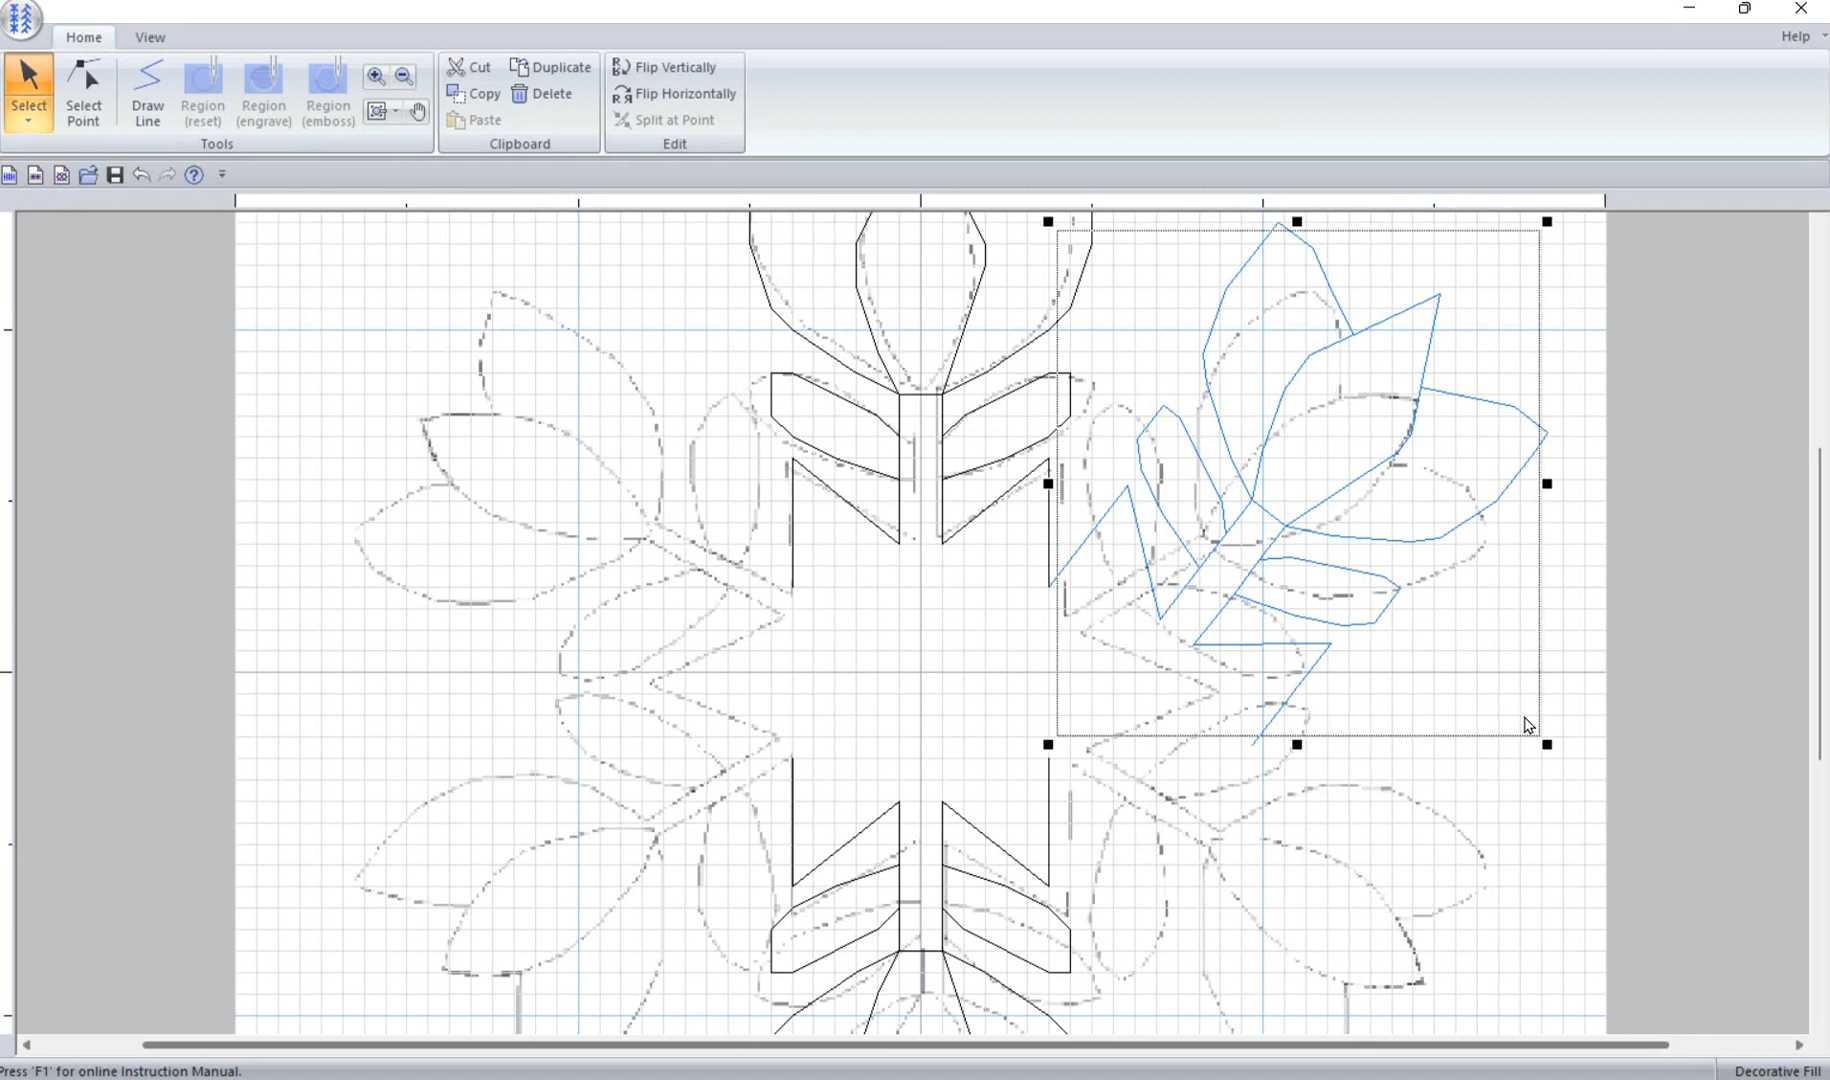 Home View Help
Select
Select Point
Draw Line
Region (reset)
Region (engrave)
Region (emboss)
Tools
Cut Duplicate
Copy Delete
Paste
Clipboard
Flip Vertically
Flip Horizontally
Split at Point
Edit
Press 'F1' for online Instruction Manual. Decorative Fill